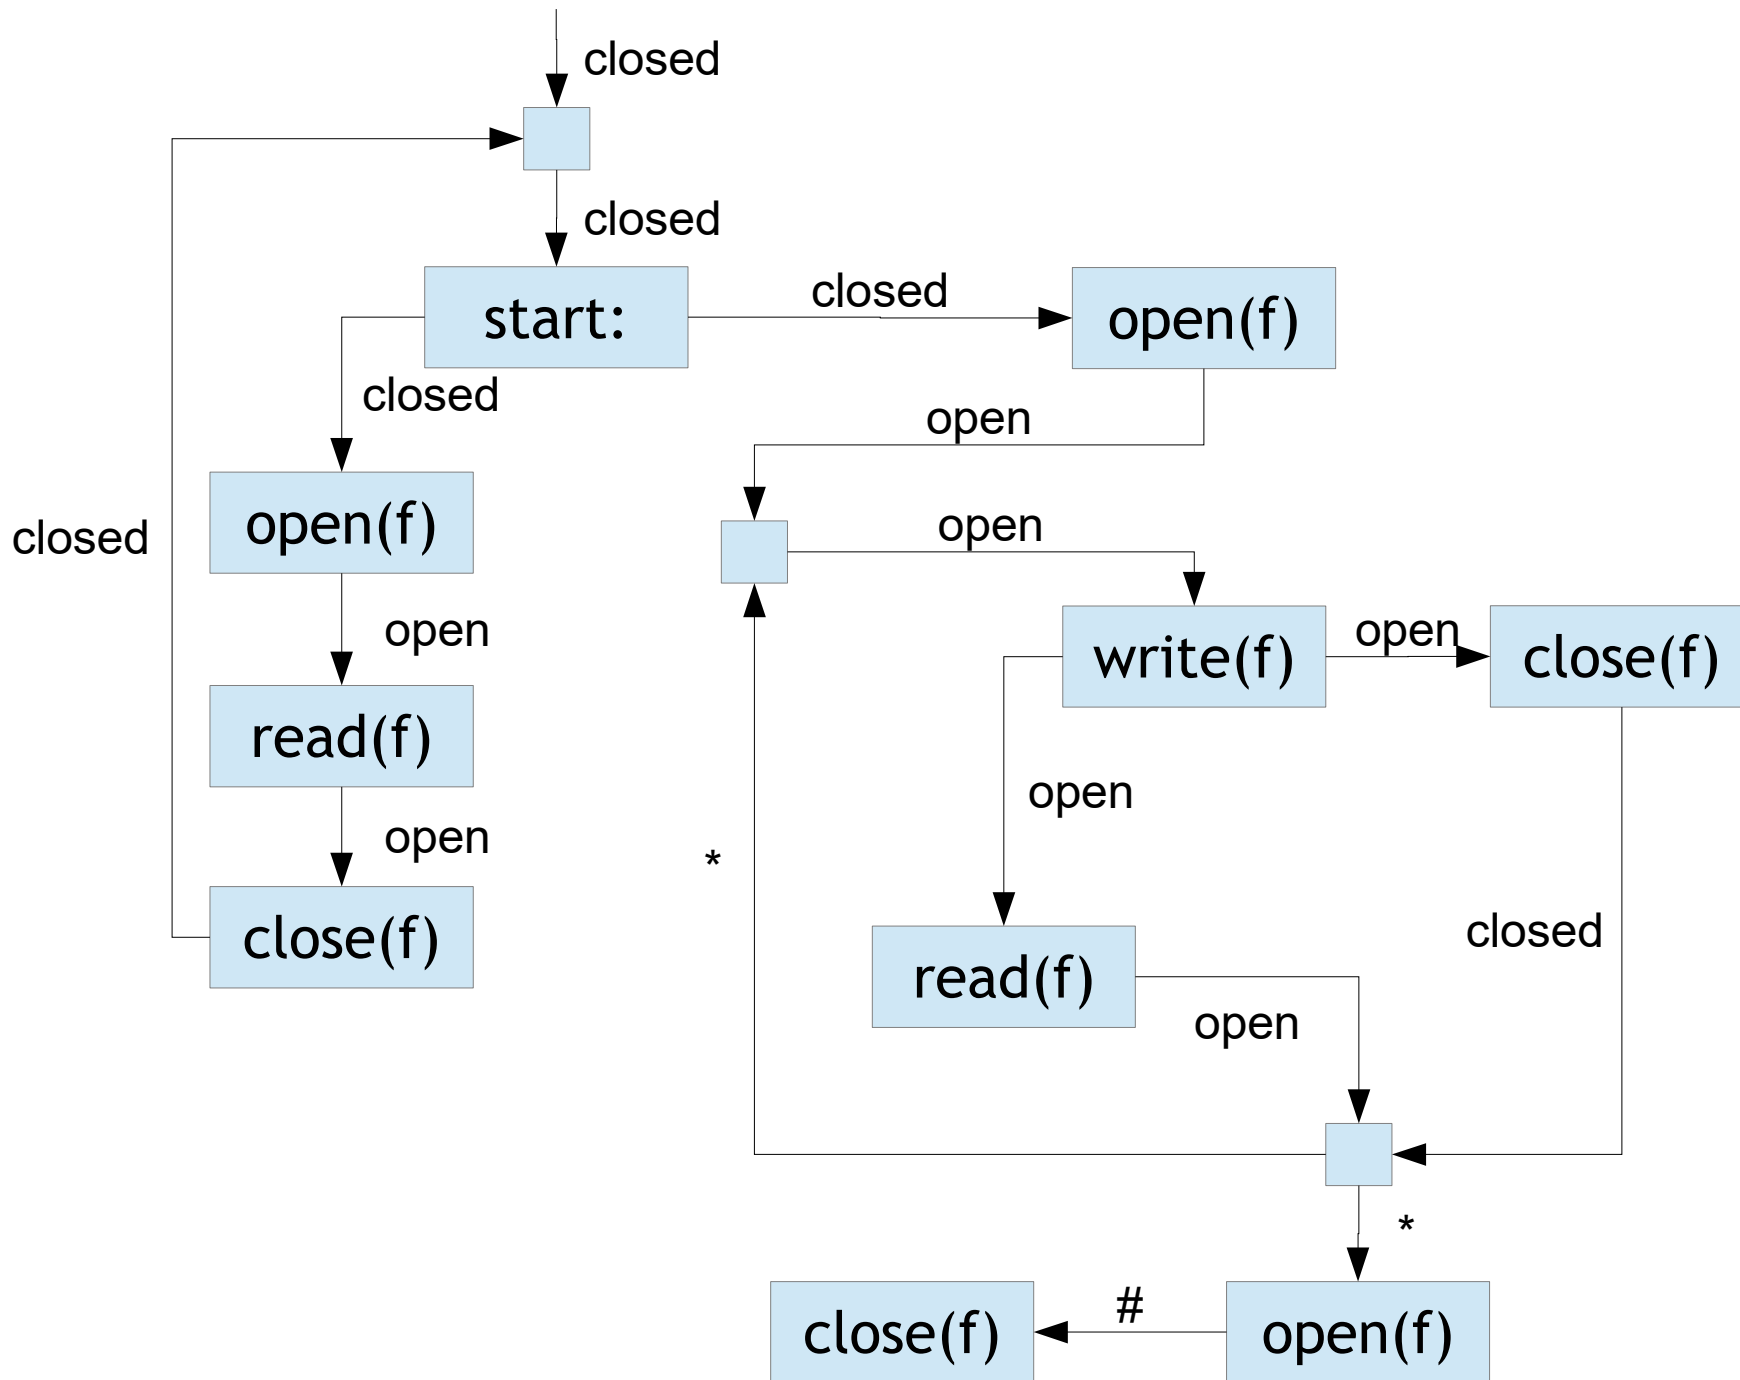 closed
closed
start:
closed
open(f)
closed
open
open(f)
closed
open
open
write(f)
open
close(f)
read(f)
open
open
*
closed
close(f)
read(f)
open
*
#
close(f)
open(f)